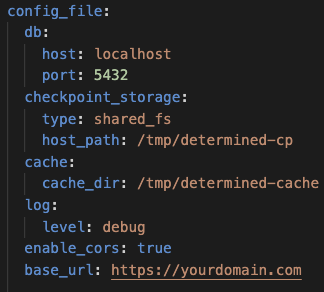 config_file:
  db:
    host: localhost
    port: 5432
  checkpoint_storage:
    type: shared_fs
    host_path: /tmp/determined-cp
  cache:
    cache_dir: /tmp/determined-cache
  log:
    level: debug
  enable_cors: true
  base_url: https://yourdomain.com